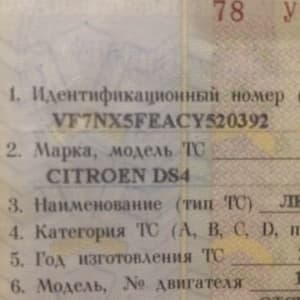 78 У
1. Идентификационный номер (
VF7NX5FEACY520392
2. Марка, модель ТС
CITROEN DS4
3. Наименование (тип ТС)
4. Категория ТС (А, В, С, D, п
5. Год изготовления ТС
6. Модель, № двигателя